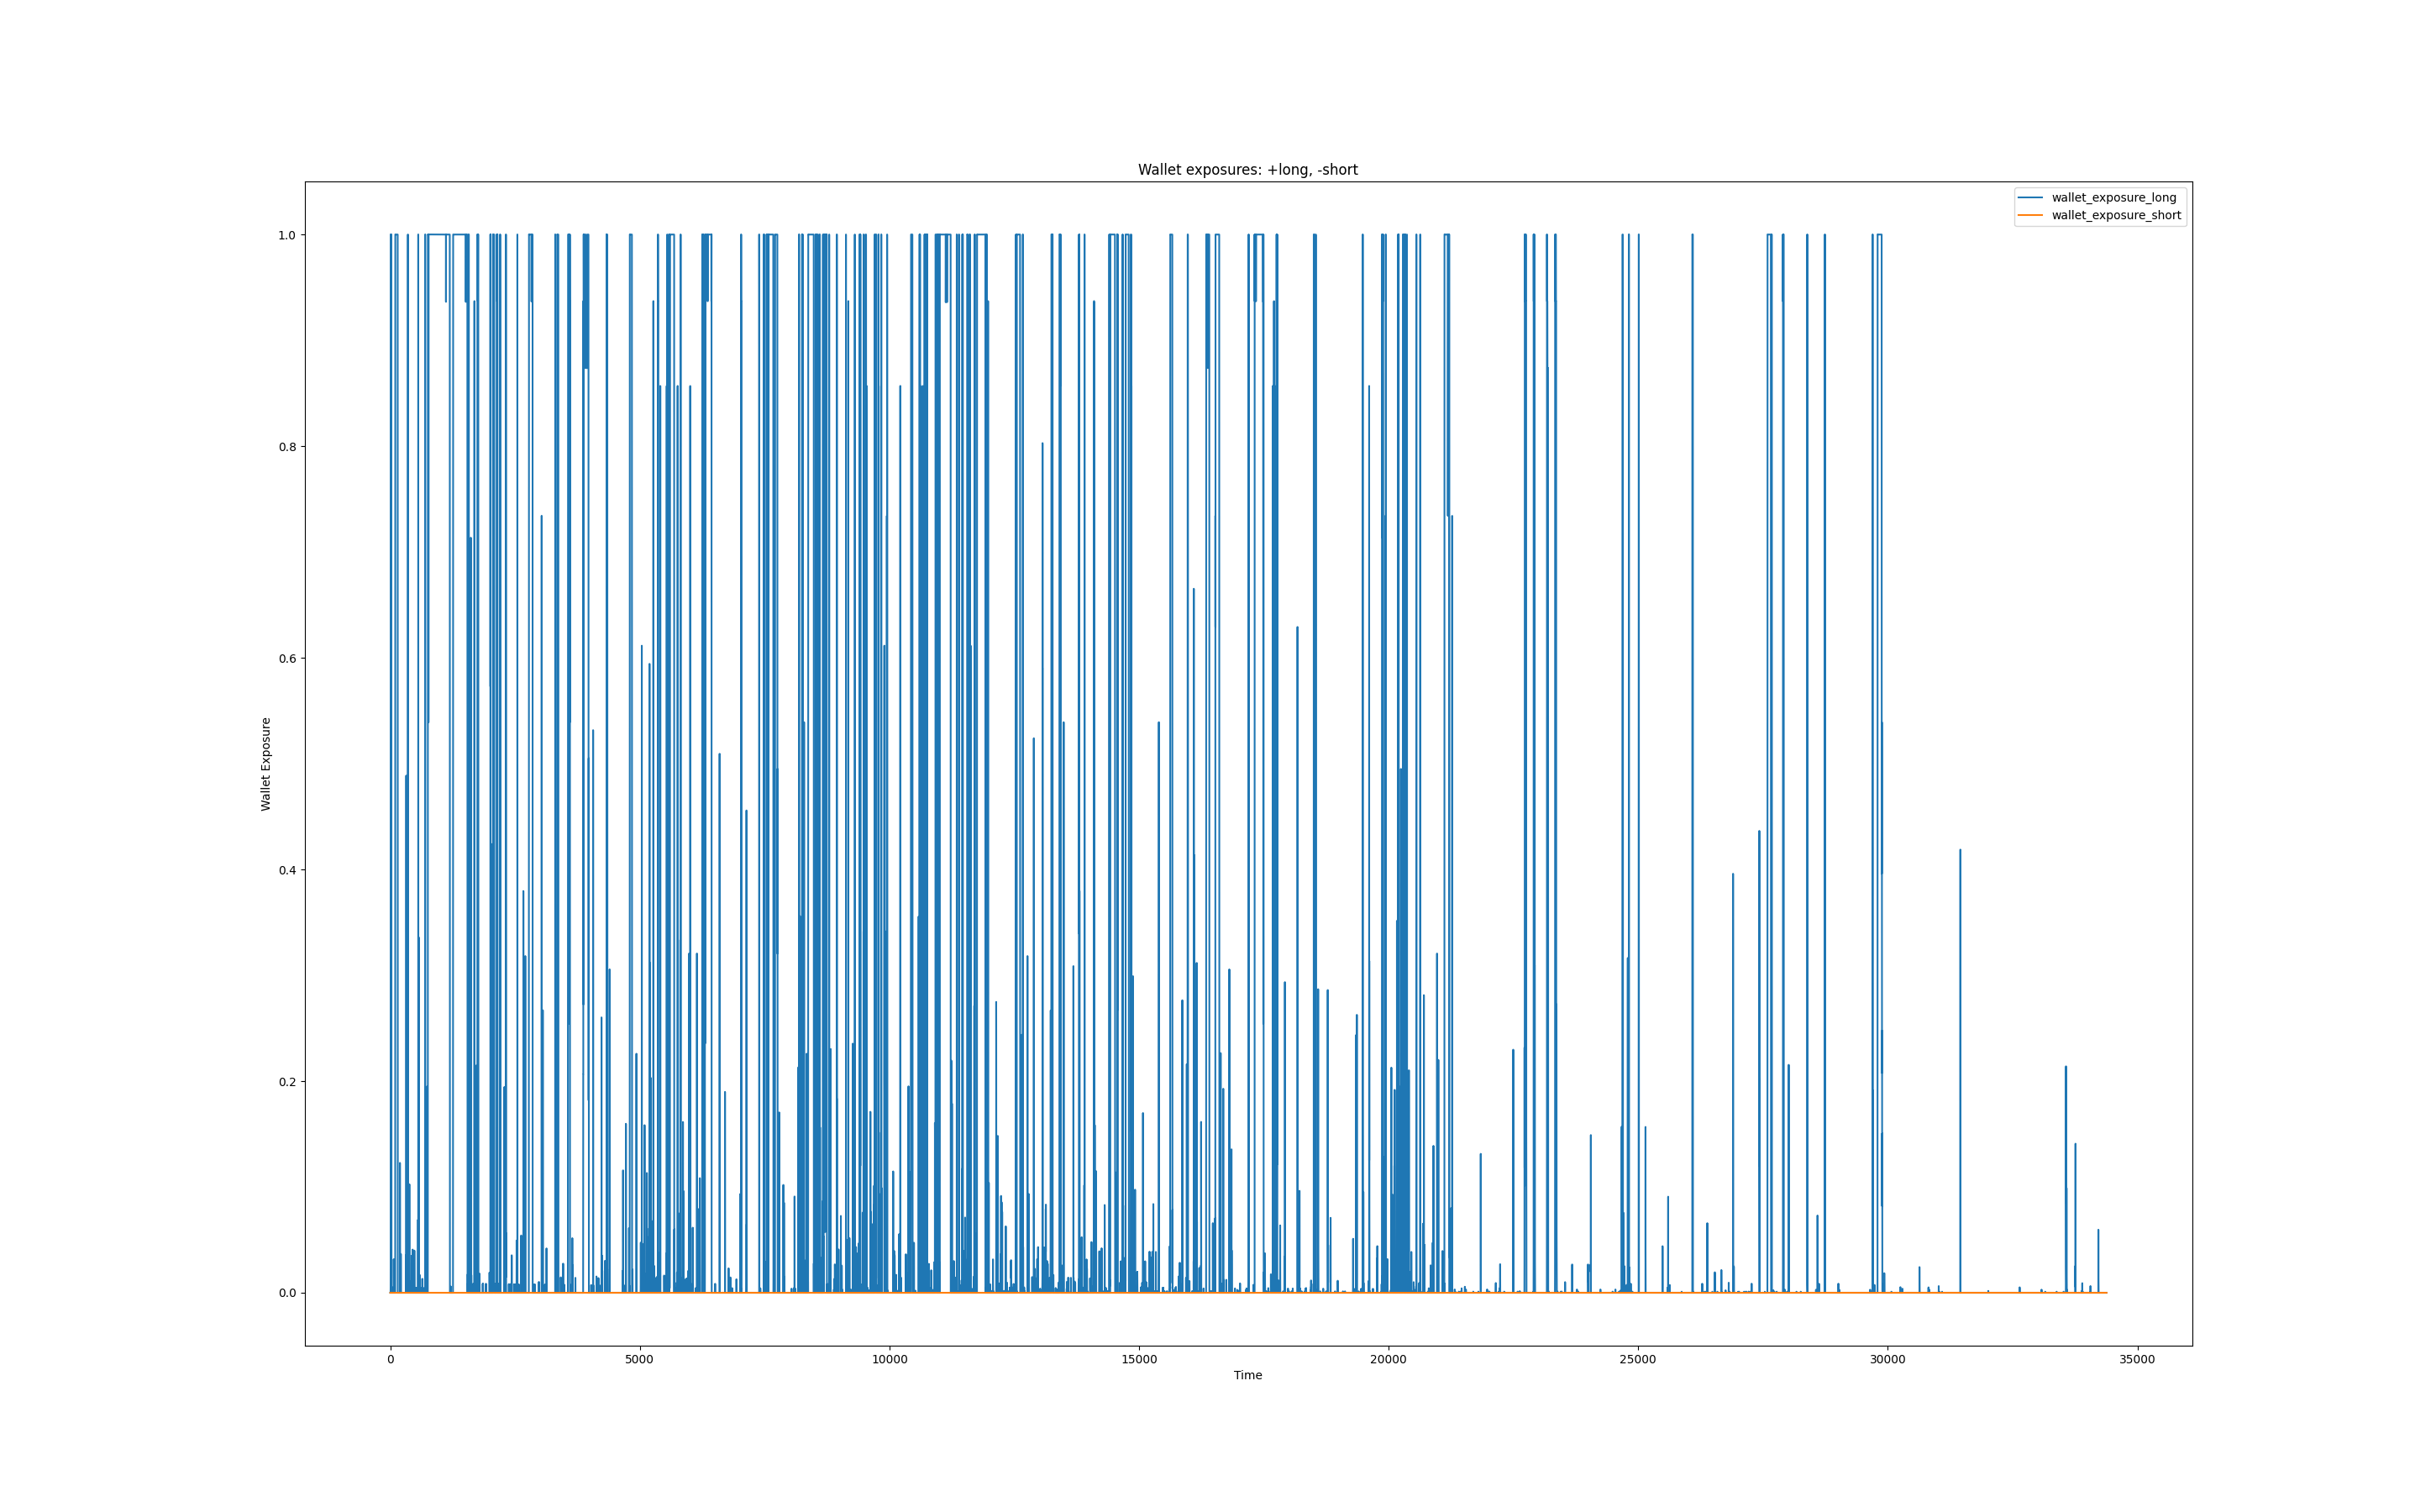 Wallet exposures: +long, -short
wallet_exposure_long
wallet_exposure_short
1.0
0.8
0.6
0.4
0.2
0.0
Wallet Exposure
0 5000 10000 15000 20000 25000 30000 35000
Time